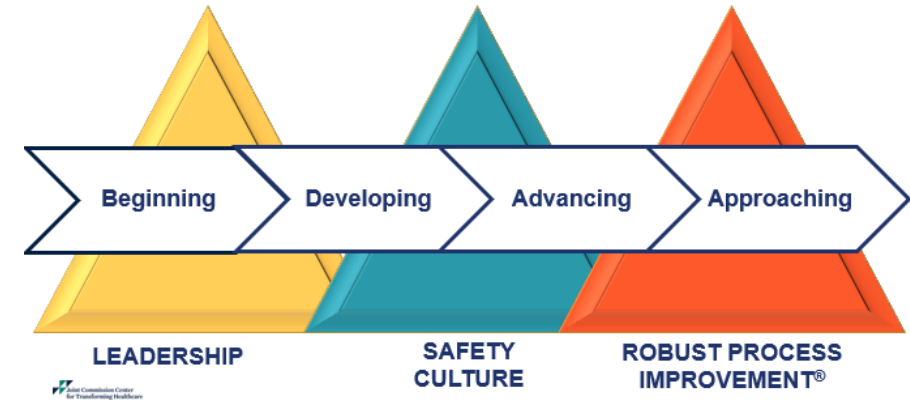 Beginning
Developing
Advancing
Approaching
LEADERSHIP
SAFETY
CULTURE
ROBUST PROCESS
IMPROVEMENT®
Joint Commission Center
for Transforming Healthcare